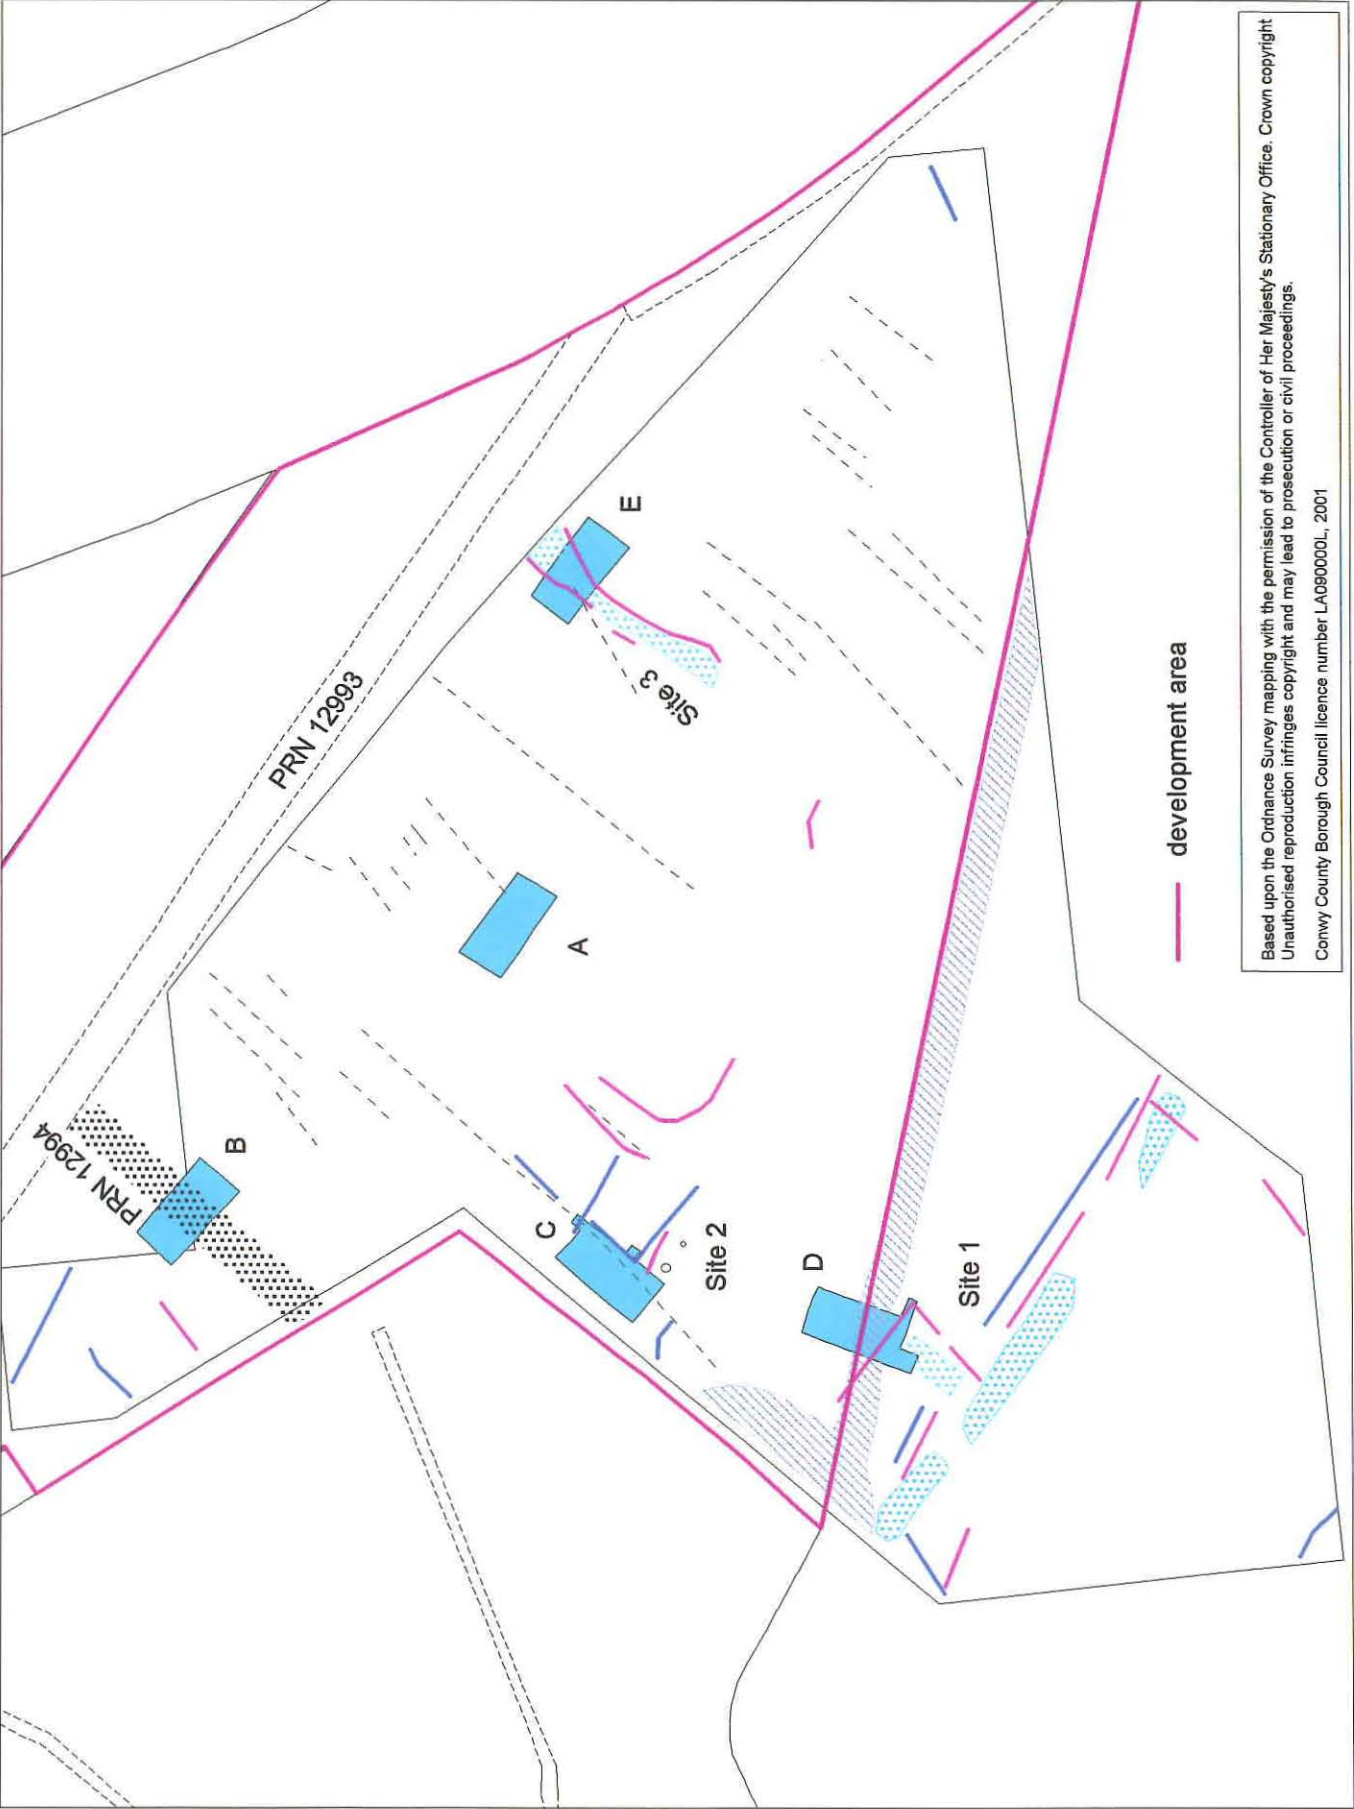 PRN 12994
B
PRN 12993
C
A
E
Site 3
Site 2
D
Site 1
development area
Based upon the Ordnance Survey mapping with the permission of the Controller of Her Majesty's Stationary Office. Crown copyright
Unauthorised reproduction infringes copyright and may lead to prosecution or civil proceedings.
Conwy County Borough Council licence number LA090000L, 2001